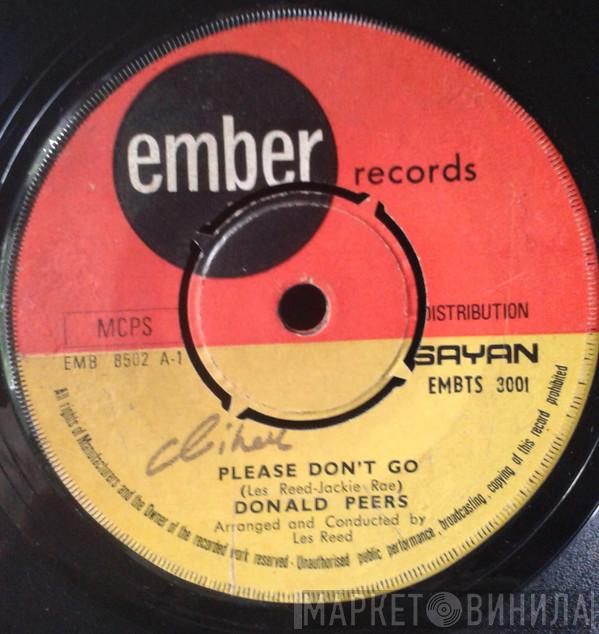 ember
records
MCPS
DISTRIBUTION
EMB 8502 A-1
SAYAN
EMBTS 3001
PLEASE DON'T GO
(Les Reed-Jackie Rae)
DONALD PEERS
Arranged and Conducted by
Les Reed
All rights of Manufacturers and the Owner of the recorded work reserved - Unauthorised public performance, broadcasting, copying of this record prohibited
МАРКЕТ ВИНИЛА